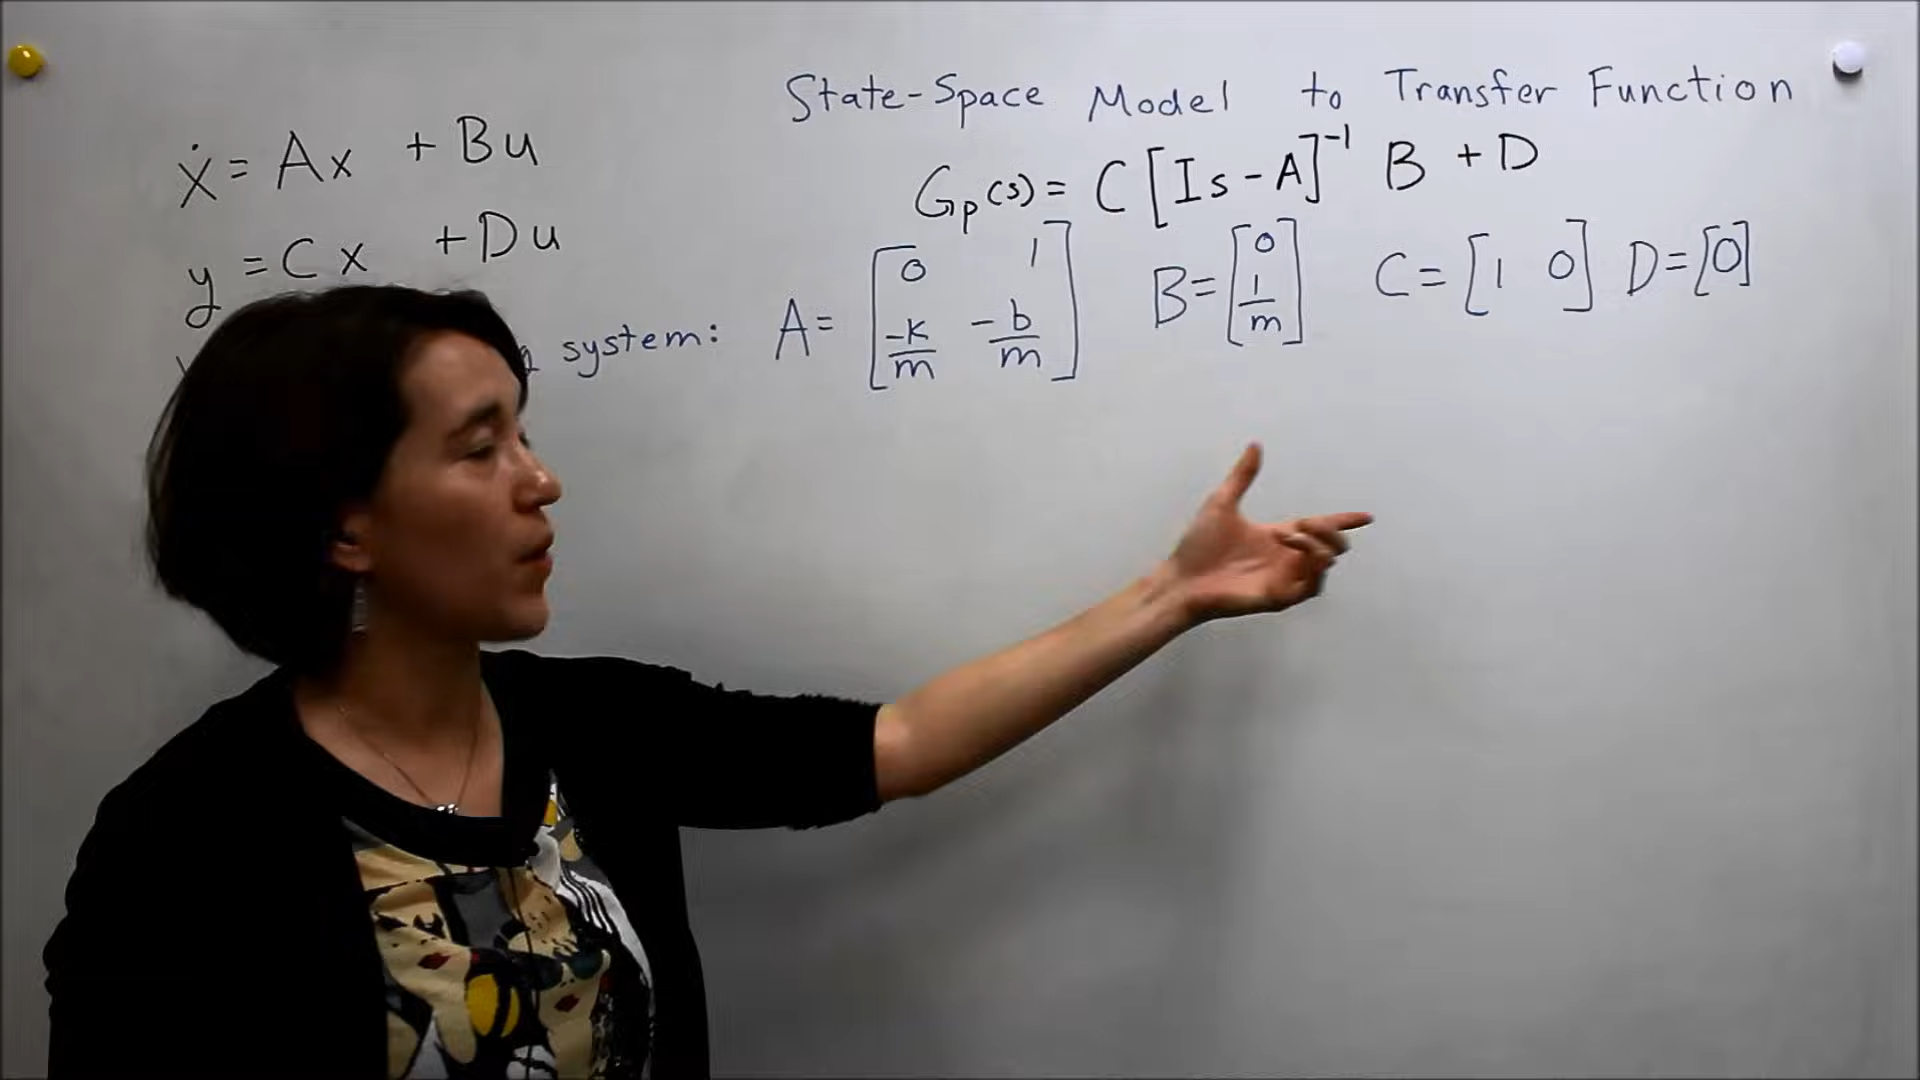 State-Space Model to Transfer Function
ẋ = Ax + Bu
Gp(s) = C [Is - A]⁻¹ B + D
y = Cx + Du
system: A = [0 1; -k/m -b/m] B = [0; 1/m] C = [1 0] D = [0]